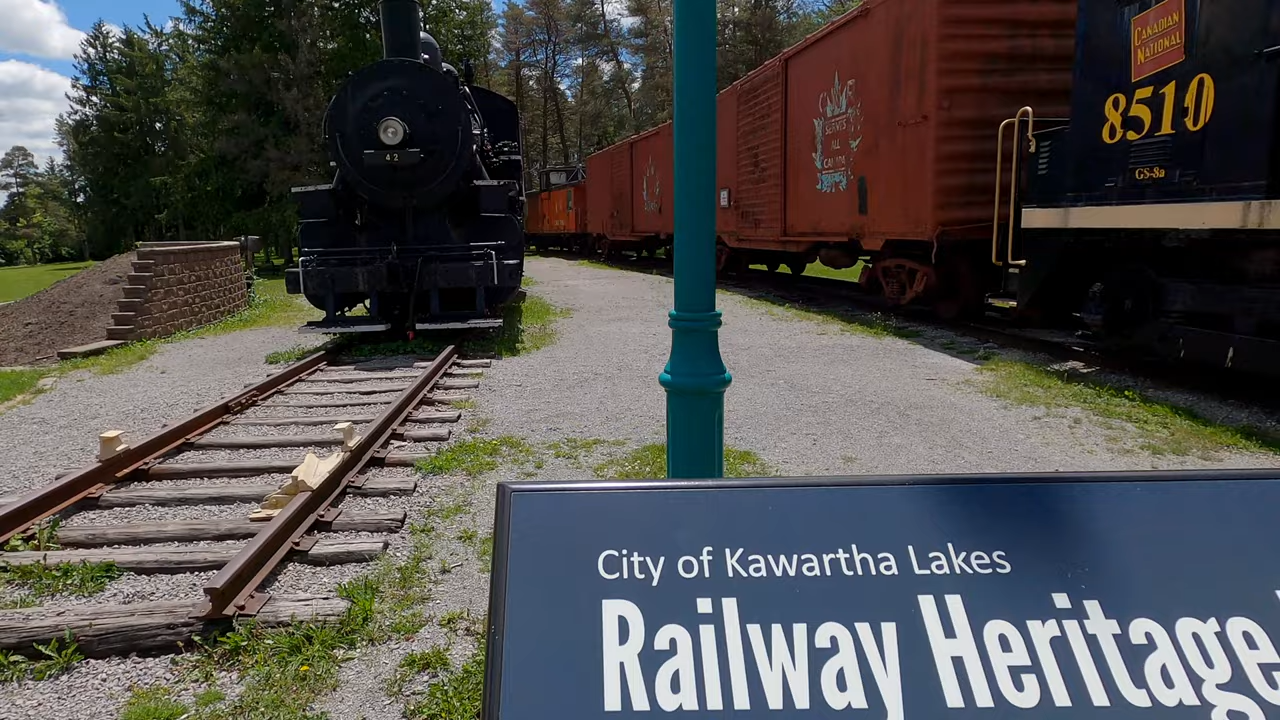 42
C
SERVES
ALL
CANADA
CANADIAN
NATIONAL
8510
GS-8a
City of Kawartha Lakes
Railway Heritage